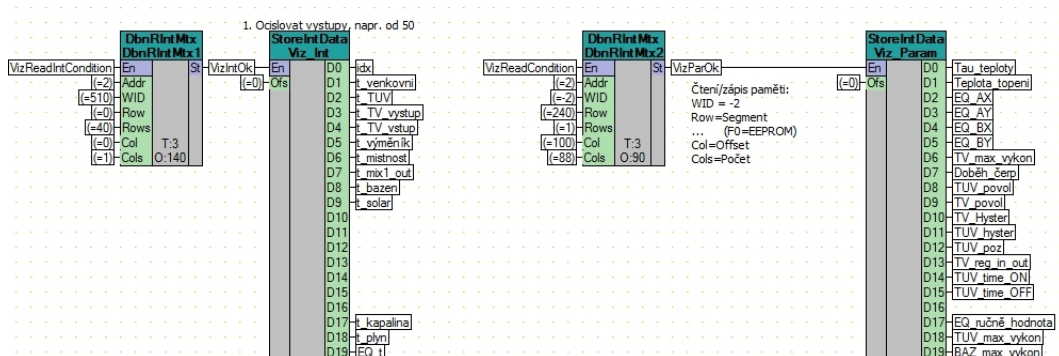 1. Ocislovat vystupy, napr. od 50
DbnRIntMtx
DbnRIntMtx1
VizReadIntCondition En St VizIntOk
(=2) Addr
(=510) WID
(=0) Row
(=40) Rows
(=0) Col T:3
(=1) Cols O:140
StoreIntData
Viz_Int
En D0 idx
(=0) Ofs D1 t_venkovni
D2 t_TUV
D3 t_TV_vystup
D4 t_TV_vstup
D5 t_výměník
D6 t_mistnost
D7 t_mix1_out
D8 t_bazen
D9 t_solar
D10
D11
D12
D13
D14
D15
D16
D17 t_kapalina
D18 t_plyn
D19 EQ_t
DbnRIntMtx
DbnRIntMtx2
VizReadCondition En St VizParOk
(=2) Addr
(=-2) WID
(=240) Row
(=1) Rows
(=100) Col T:3
(=88) Cols O:90
Čtení/zápis paměti:
WID = -2
Row=Segment
... (F0=EEPROM)
Col=Offset
Cols=Počet
StoreIntData
Viz_Param
En D0 Tau_teploty
(=0) Ofs D1 Teplota_topeni
D2 EQ_AX
D3 EQ_AY
D4 EQ_BX
D5 EQ_BY
D6 TV_max_vykon
D7 Doběh_čerp
D8 TUV_povol
D9 TV_povol
D10 TV_Hyster
D11 TUV_hyster
D12 TUV_poz
D13 TV_reg_in_out
D14 TUV_time_ON
D15 TUV_time_OFF
D16
D17 EQ_ručně_hodnota
D18 TUV_max_vykon
D19 BAZ_max_vykon